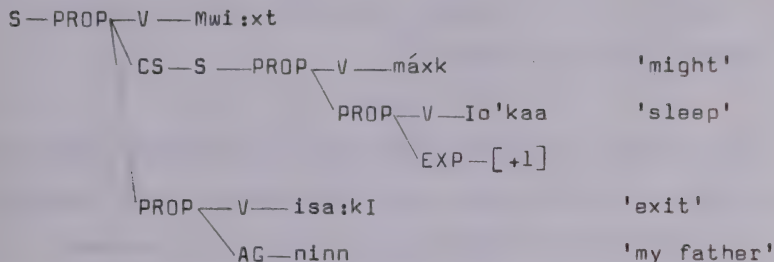 S — PROP — V — Mwi:xt
CS — S — PROP — V — máxk 'might'
PROP — V — Io'kaa 'sleep'
EXP — [+1]
PROP — V — isa:kI 'exit'
AG — ninn 'my father'